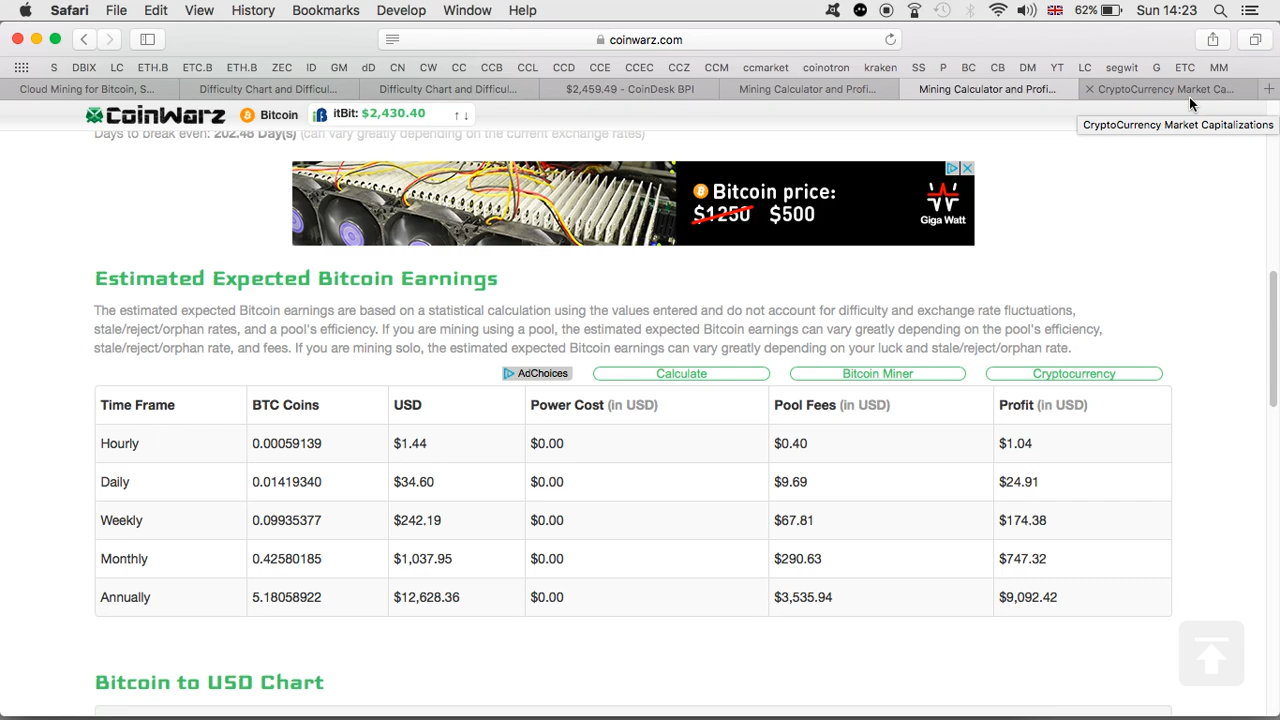 Safari File Edit View History Bookmarks Develop Window Help 62% Sun 14:23
coinwarz.com
S DBIX LC ETH.B ETC.B ETH.B ZEC ID GM dD CN CW CC CCB CCL CCD CCE CCEC CCZ CCM ccmarket coinotron kraken SS P BC CB DM YT LC segwit G ETC MM
Cloud Mining for Bitcoin, S... Difficulty Chart and Difficul... Difficulty Chart and Difficul... $2,459.49 - CoinDesk BPI Mining Calculator and Profi... Mining Calculator and Profi... CryptoCurrency Market Ca...
CoinWarz Bitcoin itBit: $2,430.40 ↑ ↓
CryptoCurrency Market Capitalizations
Days to break even: 202.48 Day(s) (can vary greatly depending on the current exchange rates)
Bitcoin price:
$1250 $500
Giga Watt
Estimated Expected Bitcoin Earnings
The estimated expected Bitcoin earnings are based on a statistical calculation using the values entered and do not account for difficulty and exchange rate fluctuations,
stale/reject/orphan rates, and a pool's efficiency. If you are mining using a pool, the estimated expected Bitcoin earnings can vary greatly depending on the pool's efficiency,
stale/reject/orphan rate, and fees. If you are mining solo, the estimated expected Bitcoin earnings can vary greatly depending on your luck and stale/reject/orphan rate.
AdChoices Calculate Bitcoin Miner Cryptocurrency
Time Frame BTC Coins USD Power Cost (in USD) Pool Fees (in USD) Profit (in USD)
Hourly 0.00059139 $1.44 $0.00 $0.40 $1.04
Daily 0.01419340 $34.60 $0.00 $9.69 $24.91
Weekly 0.09935377 $242.19 $0.00 $67.81 $174.38
Monthly 0.42580185 $1,037.95 $0.00 $290.63 $747.32
Annually 5.18058922 $12,628.36 $0.00 $3,535.94 $9,092.42
Bitcoin to USD Chart